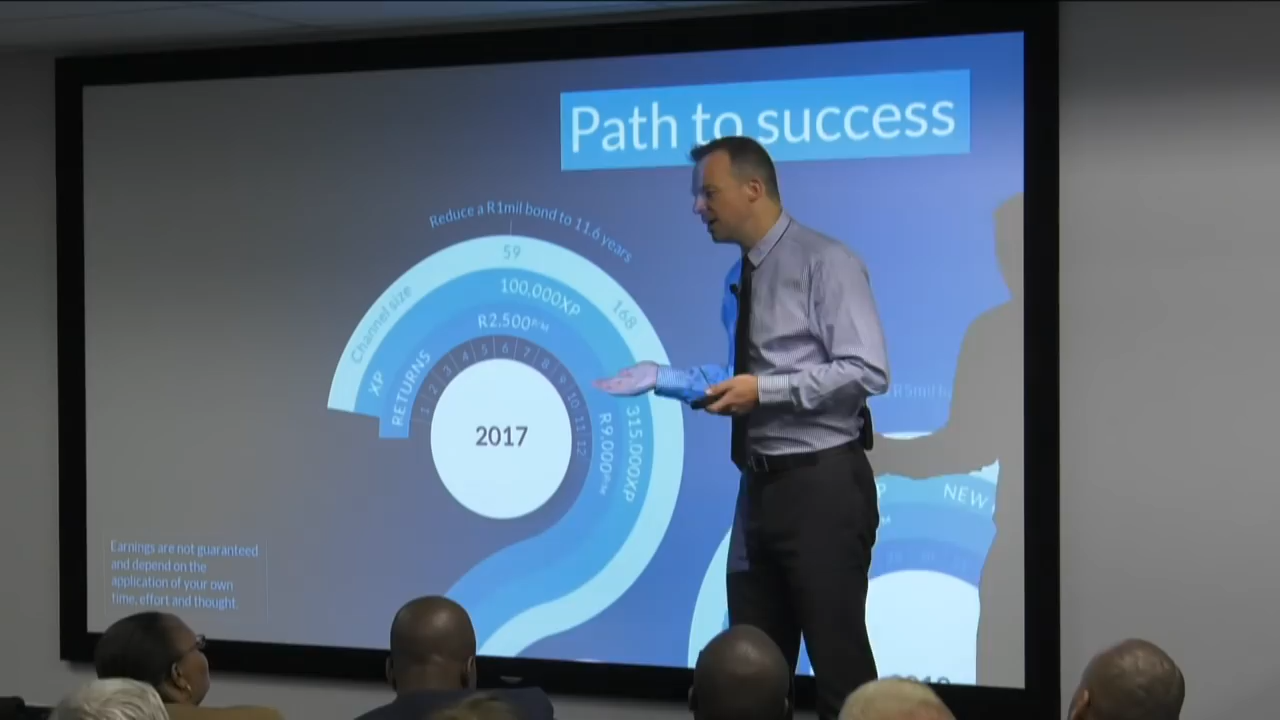 Path to success
Reduce a R1mil bond to 11.6 years
Channel size
59
168
XP
100,000XP
315,000XP
RETURNS
R2,500P/M
R9,000P/M
1 2 3 4 5 6 7 8 9 10 11 12
2017
NEW
Earnings are not guaranteed
and depend on the
application of your own
time, effort and thought.